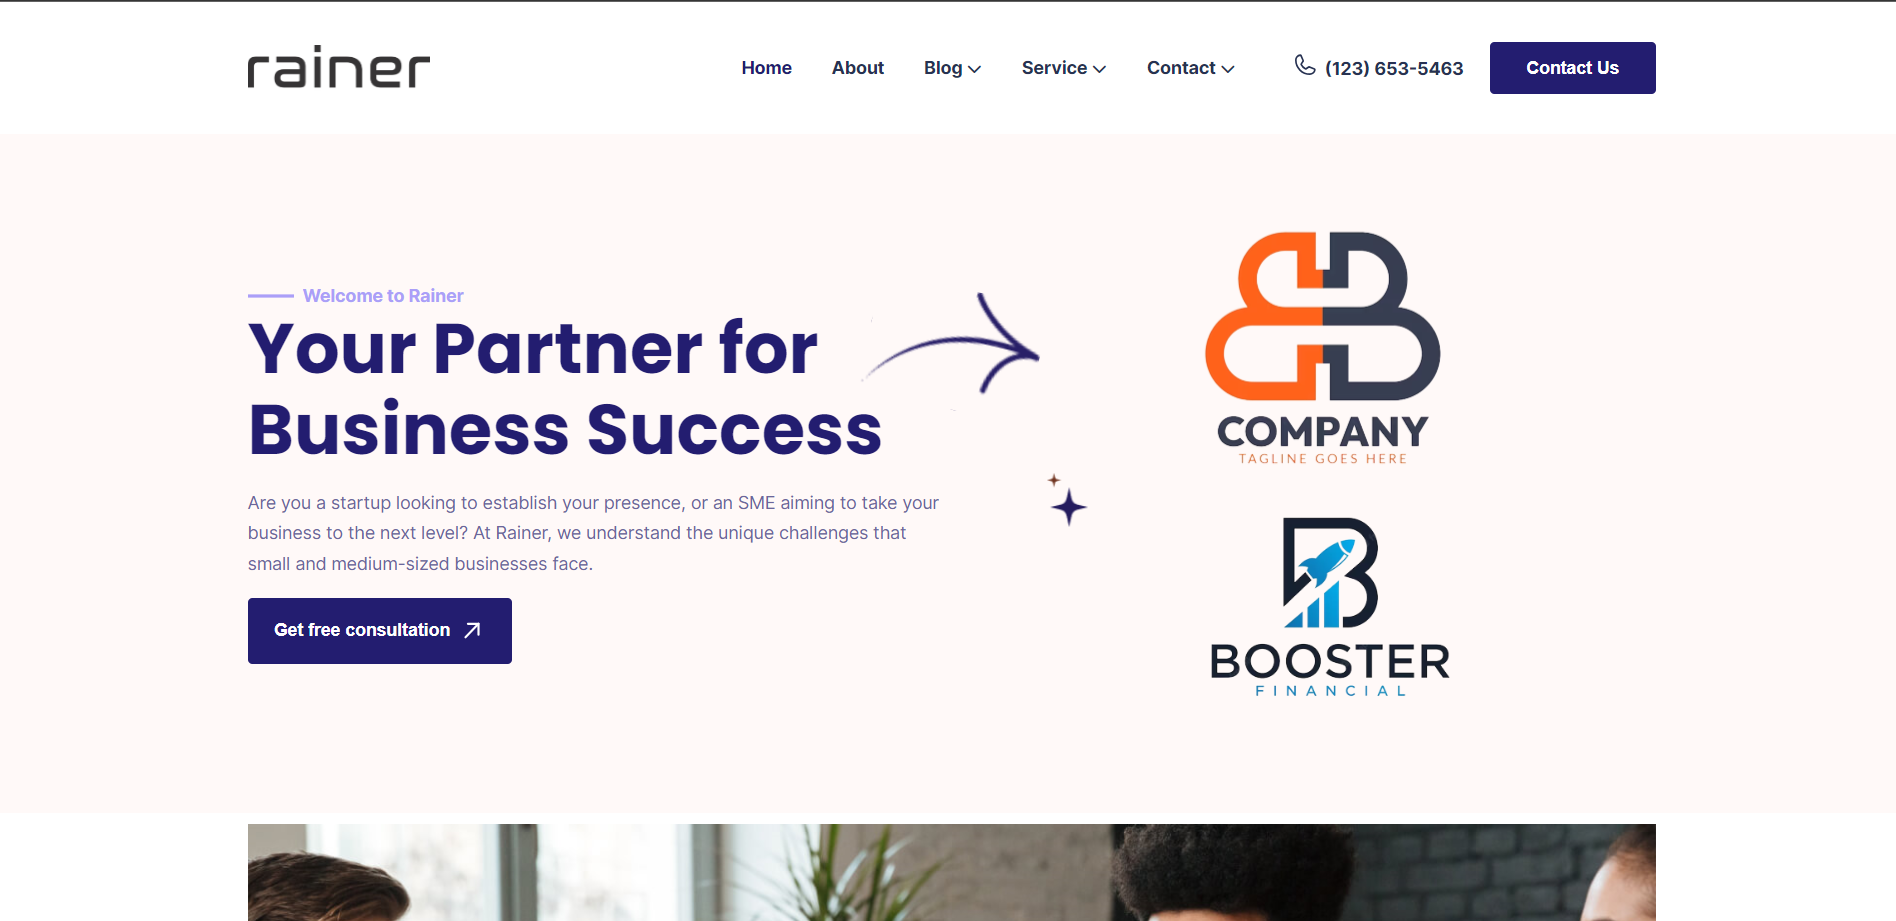 rainer
Home About Blog Service Contact (123) 653-5463 Contact Us
Welcome to Rainer
Your Partner for
Business Success
Are you a startup looking to establish your presence, or an SME aiming to take your
business to the next level? At Rainer, we understand the unique challenges that
small and medium-sized businesses face.
Get free consultation
COMPANY
TAGLINE GOES HERE
BOOSTER
FINANCIAL